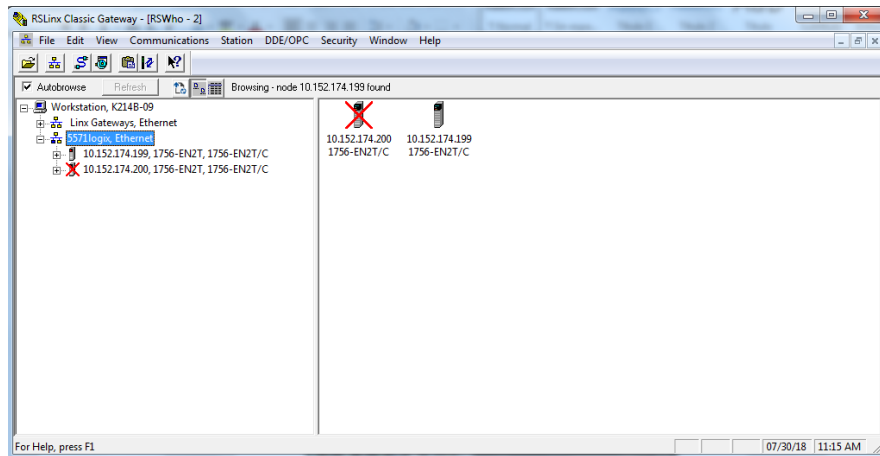 RSLinx Classic Gateway - [RSWho - 2]
File Edit View Communications Station DDE/OPC Security Window Help
Autobrowse Refresh Browsing - node 10.152.174.199 found
Workstation, K214B-09
Linx Gateways, Ethernet
5571logix, Ethernet
10.152.174.199, 1756-EN2T, 1756-EN2T/C
10.152.174.200, 1756-EN2T, 1756-EN2T/C
10.152.174.200 10.152.174.199
1756-EN2T/C 1756-EN2T/C
For Help, press F1 07/30/18 11:15 AM